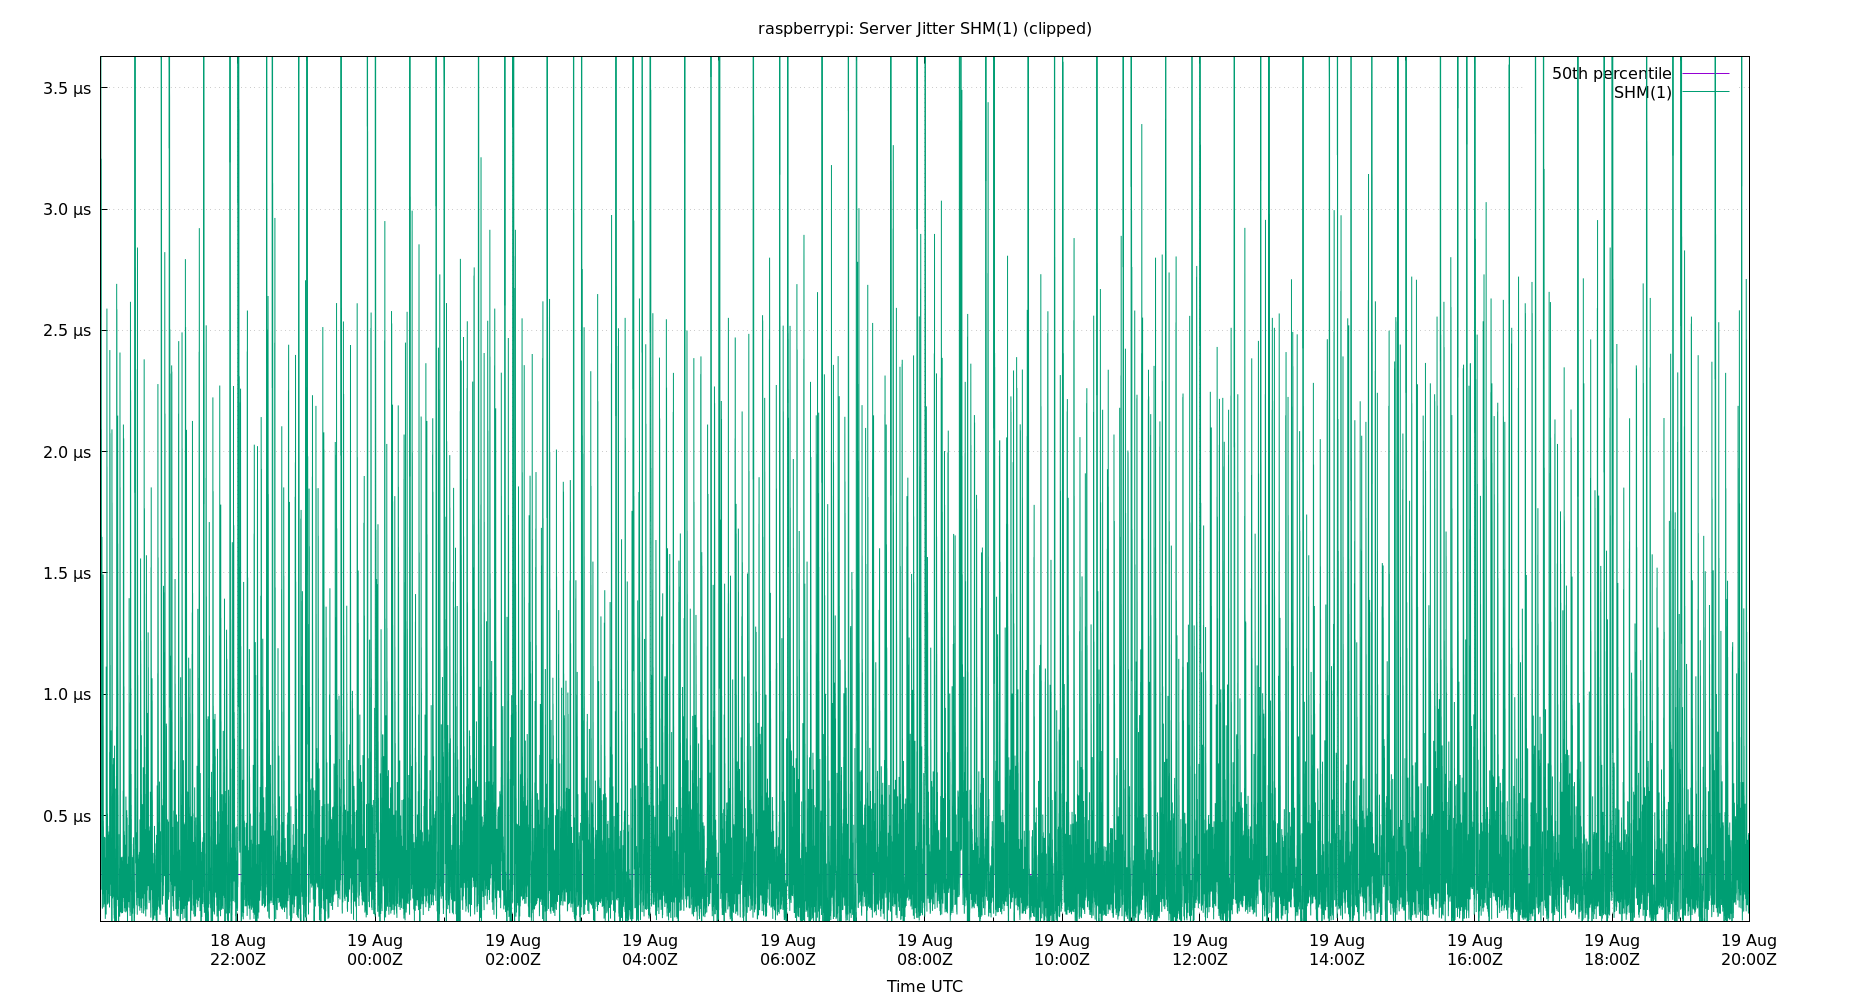 raspberrypi: Server Jitter SHM(1) (clipped)
50th percentile
SHM(1)
3.5 µs
3.0 µs
2.5 µs
2.0 µs
1.5 µs
1.0 µs
0.5 µs
18 Aug 19 Aug 19 Aug 19 Aug 19 Aug 19 Aug 19 Aug 19 Aug 19 Aug 19 Aug 19 Aug 19 Aug
22:00Z 00:00Z 02:00Z 04:00Z 06:00Z 08:00Z 10:00Z 12:00Z 14:00Z 16:00Z 18:00Z 20:00Z
Time UTC